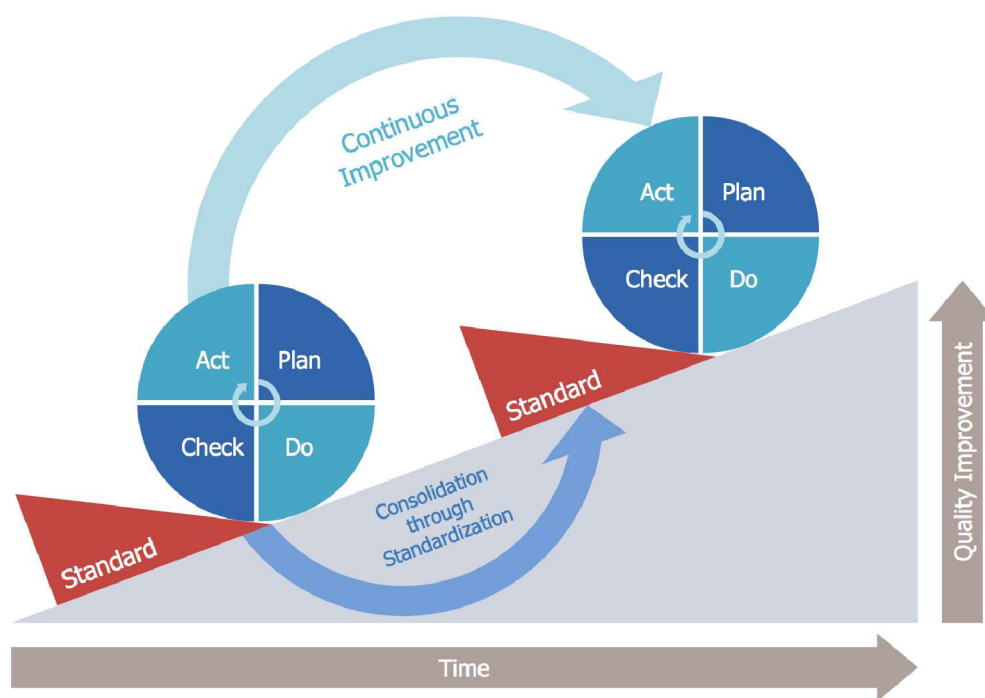 Continuous
Improvement
Act
Plan
Check
Do
Act
Plan
Check
Do
Standard
Standard
Consolidation
through
Standardization
Quality Improvement
Time